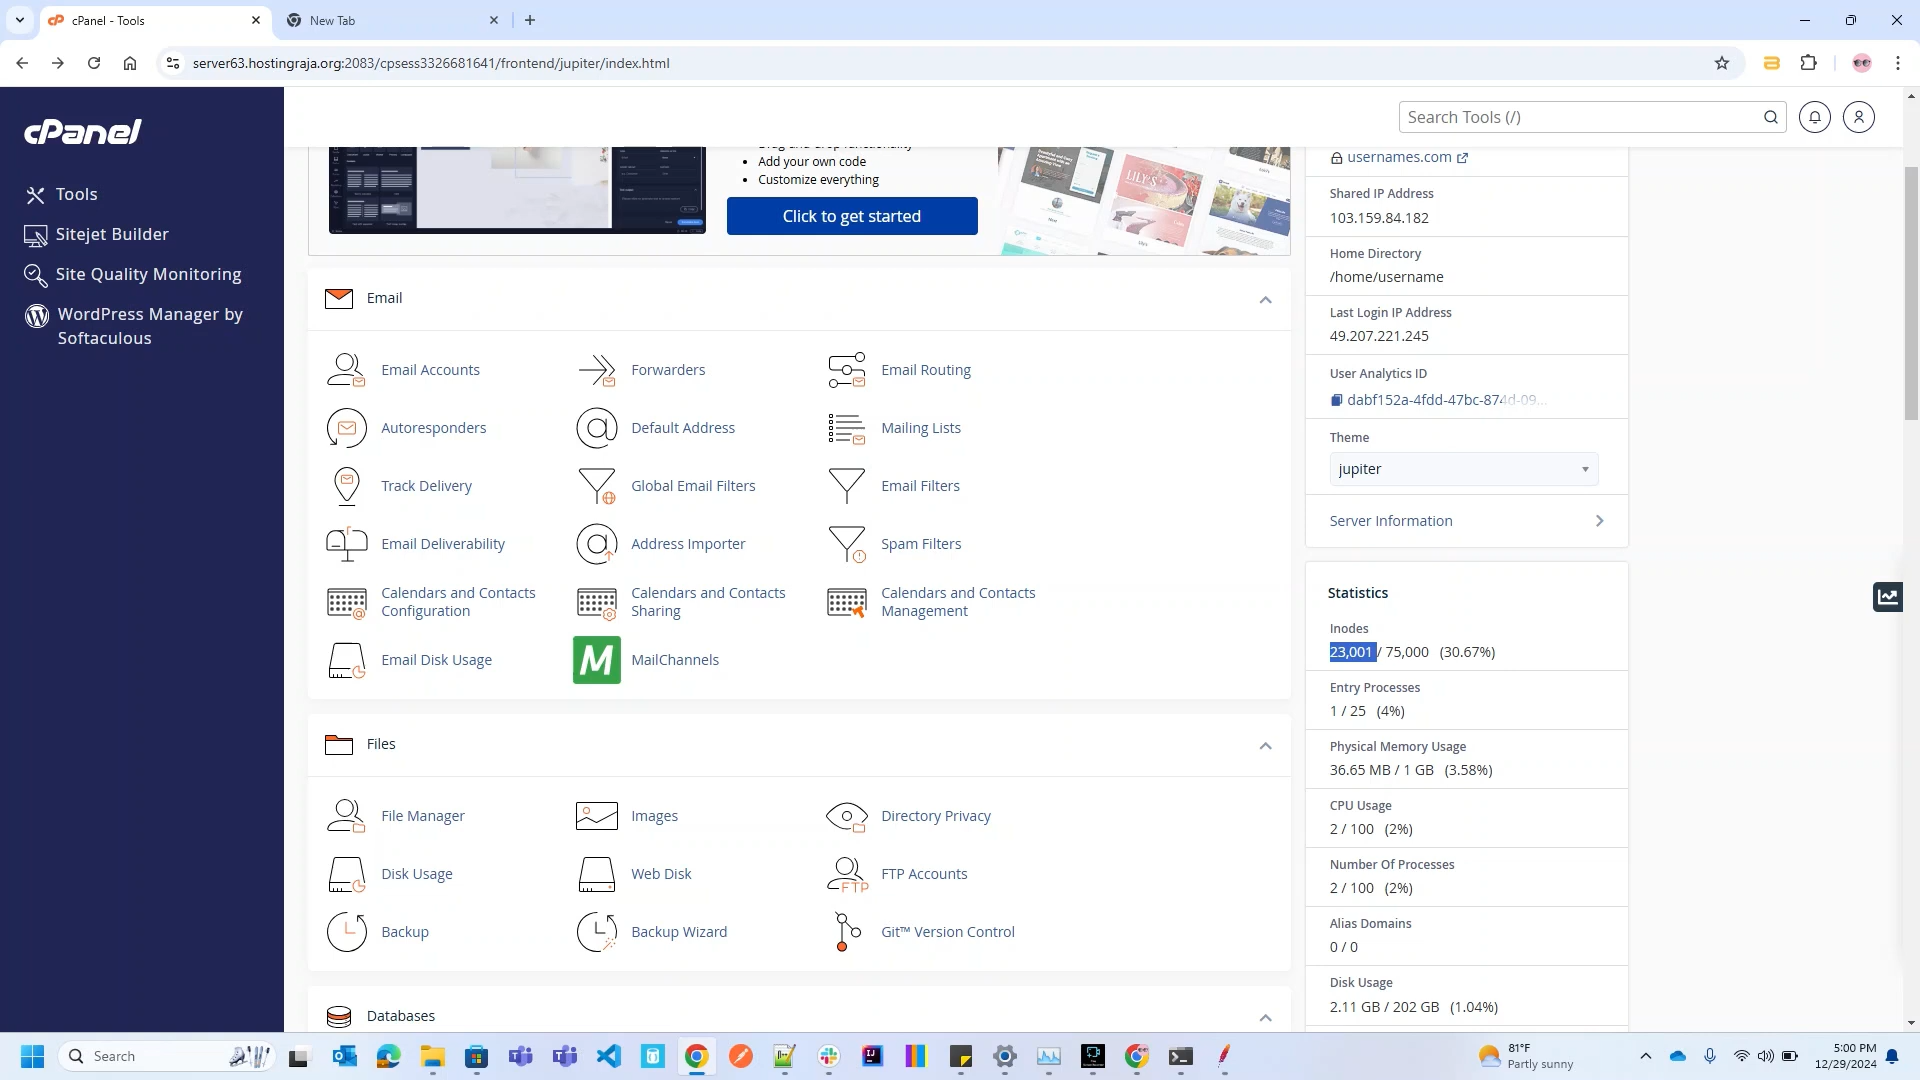 cPanel - Tools
New Tab
server63.hostingraja.org:2083/cpsess3326681641/frontend/jupiter/index.html
cPanel
Tools
Sitejet Builder
Site Quality Monitoring
WordPress Manager by
Softaculous
Search Tools (/)
Add your own code
Customize everything
Click to get started
LILY'S
Email
Email Accounts
Forwarders
Email Routing
Autoresponders
Default Address
Mailing Lists
Track Delivery
Global Email Filters
Email Filters
Email Deliverability
Address Importer
Spam Filters
Calendars and Contacts
Configuration
Calendars and Contacts
Sharing
Calendars and Contacts
Management
Email Disk Usage
M
MailChannels
Files
File Manager
Images
Directory Privacy
Disk Usage
Web Disk
FTP
FTP Accounts
Backup
Backup Wizard
Git™ Version Control
Databases
usernames.com
Shared IP Address
103.159.84.182
Home Directory
/home/username
Last Login IP Address
49.207.221.245
User Analytics ID
dabf152a-4fdd-47bc-874d-09...
Theme
jupiter
Server Information
Statistics
Inodes
23,001 / 75,000 (30.67%)
Entry Processes
1 / 25 (4%)
Physical Memory Usage
36.65 MB / 1 GB (3.58%)
CPU Usage
2 / 100 (2%)
Number Of Processes
2 / 100 (2%)
Alias Domains
0 / 0
Disk Usage
2.11 GB / 202 GB (1.04%)
Search
81°F
Partly sunny
5:00 PM
12/29/2024